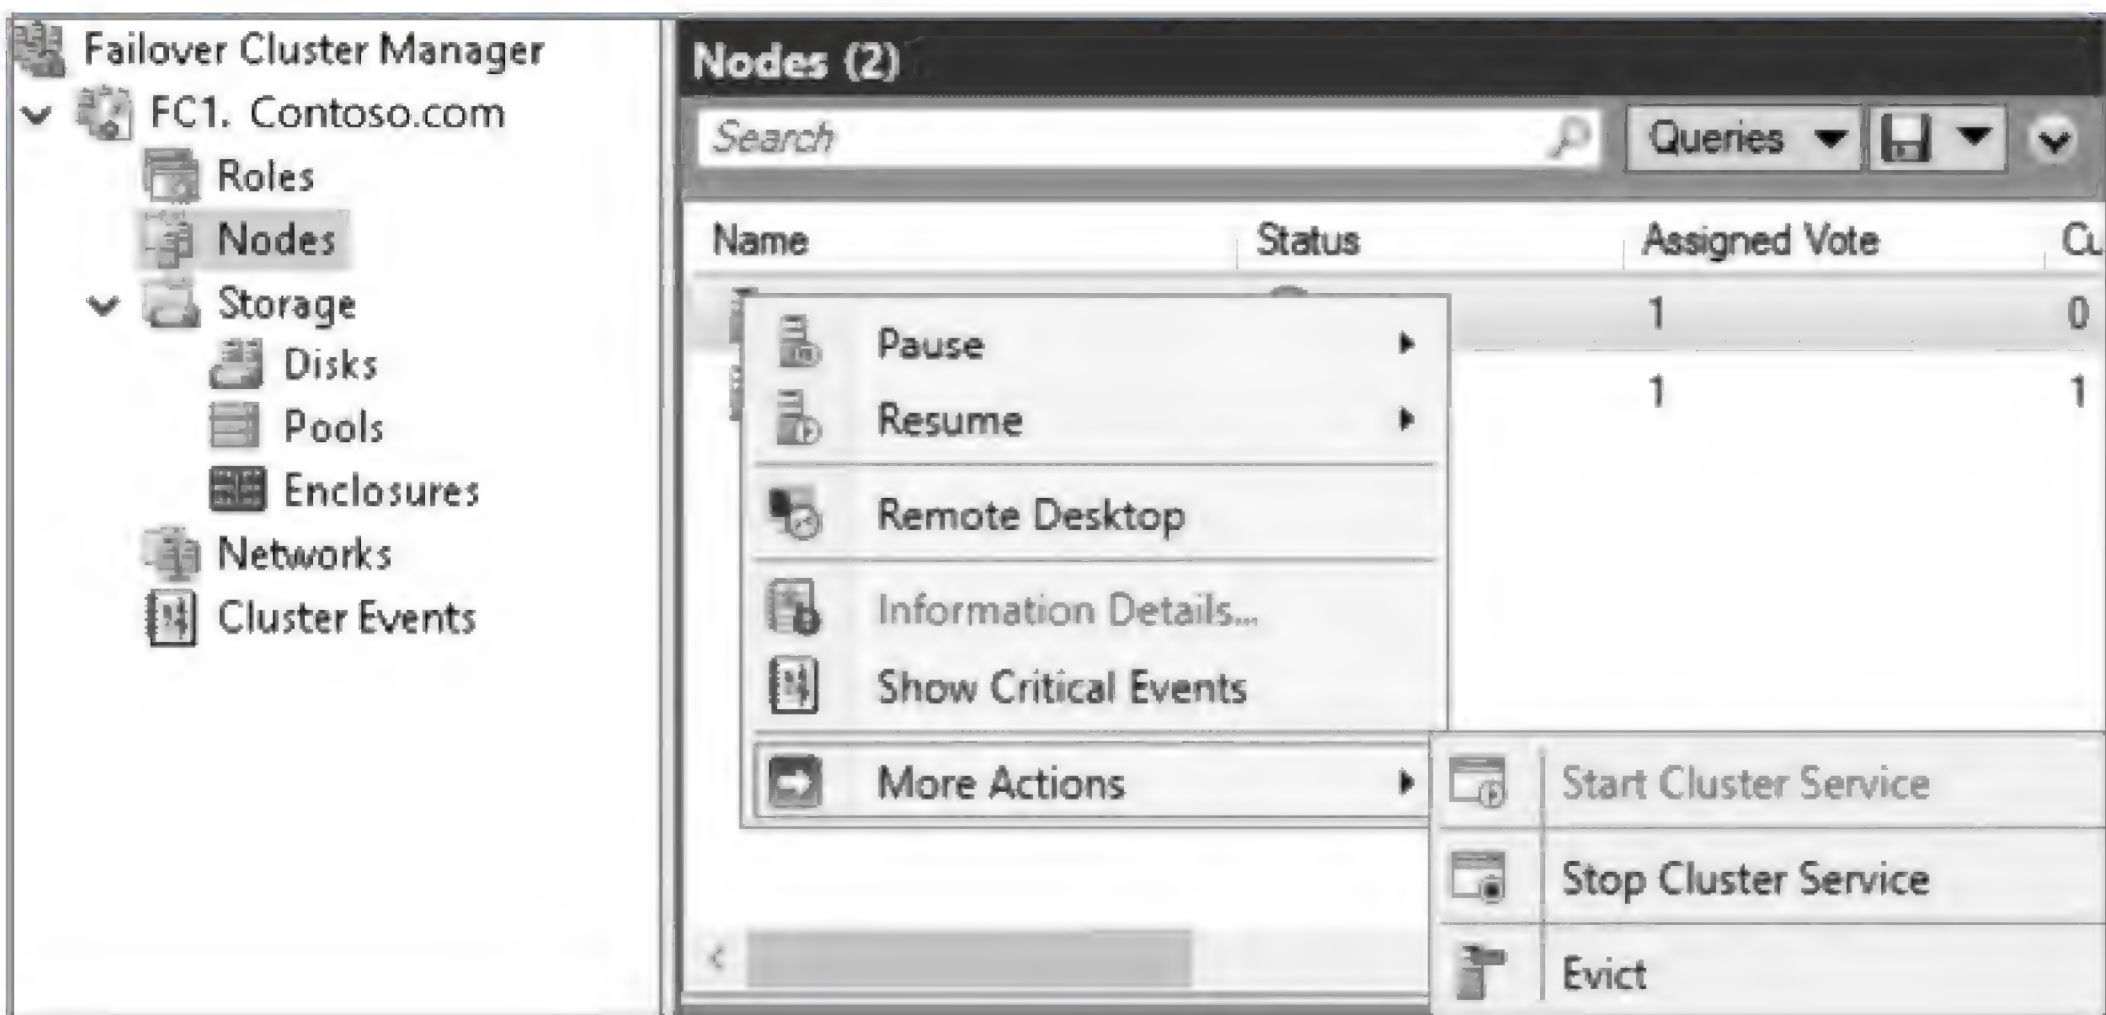 Failover Cluster Manager
FC1. Contoso.com
Roles
Nodes
Storage
Disks
Pools
Enclosures
Networks
Cluster Events
Nodes (2)
Search
Queries
Name Status Assigned Vote Cu
1 0
1 1
Pause
Resume
Remote Desktop
Information Details...
Show Critical Events
More Actions
Start Cluster Service
Stop Cluster Service
Evict